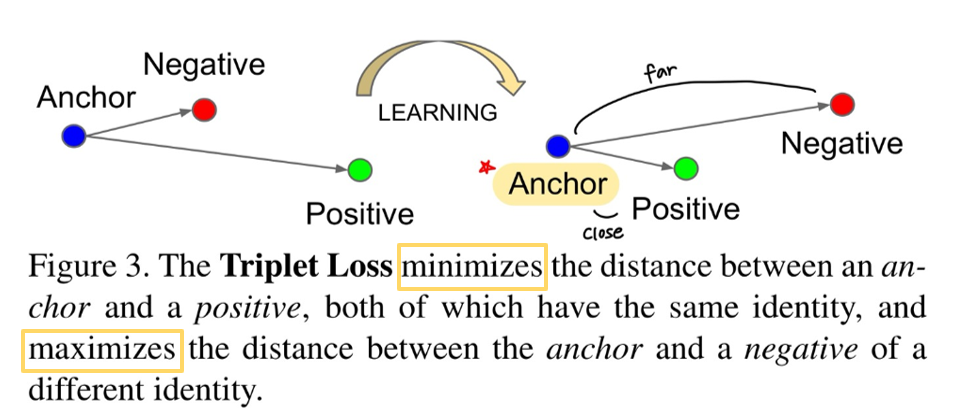 Negative
Anchor
LEARNING
Positive
far
Negative
Anchor
Positive
close
Figure 3. The Triplet Loss minimizes the distance between an an-
chor and a positive, both of which have the same identity, and
maximizes the distance between the anchor and a negative of a
different identity.